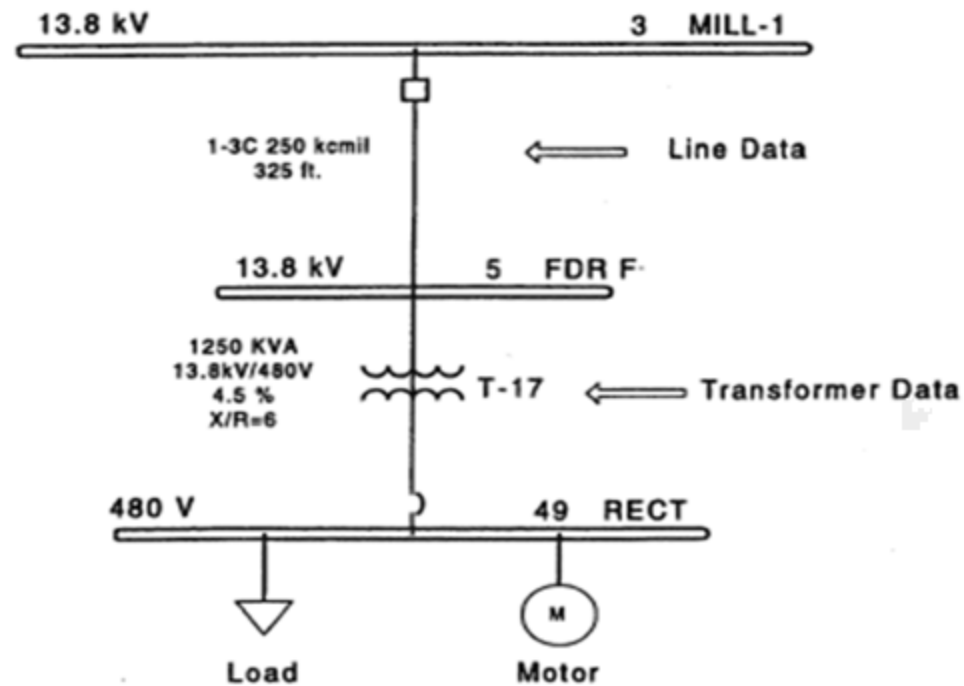 13.8 kV 3 MILL-1
1-3C 250 kcmil
325 ft.
Line Data
13.8 kV 5 FDR F
1250 KVA
13.8kV/480V
4.5 %
X/R=6
T-17
Transformer Data
480 V 49 RECT
M
Load
Motor